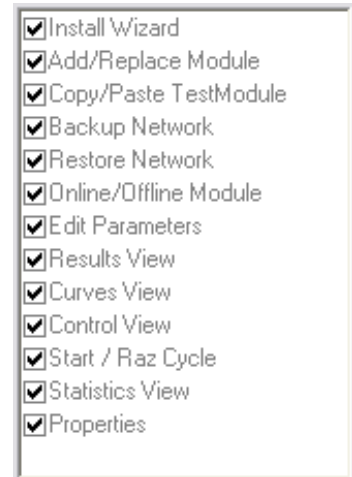 Install Wizard
Add/Replace Module
Copy/Paste TestModule
Backup Network
Restore Network
Online/Offline Module
Edit Parameters
Results View
Curves View
Control View
Start / Raz Cycle
Statistics View
Properties